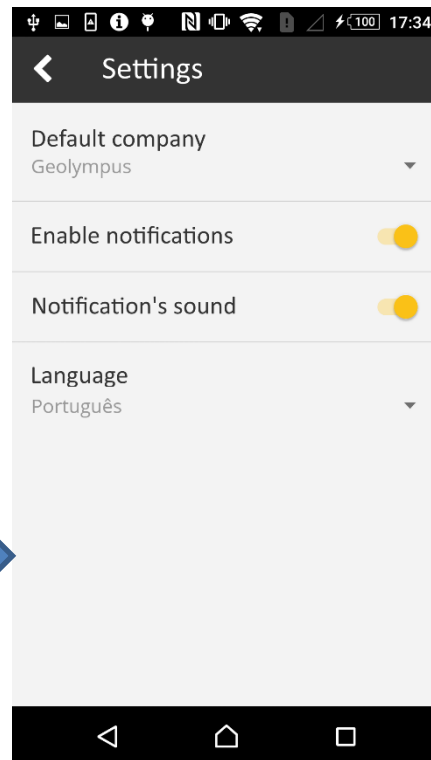 100 17:34
Settings
Default company
Geolympus
Enable notifications
Notification's sound
Language
Português